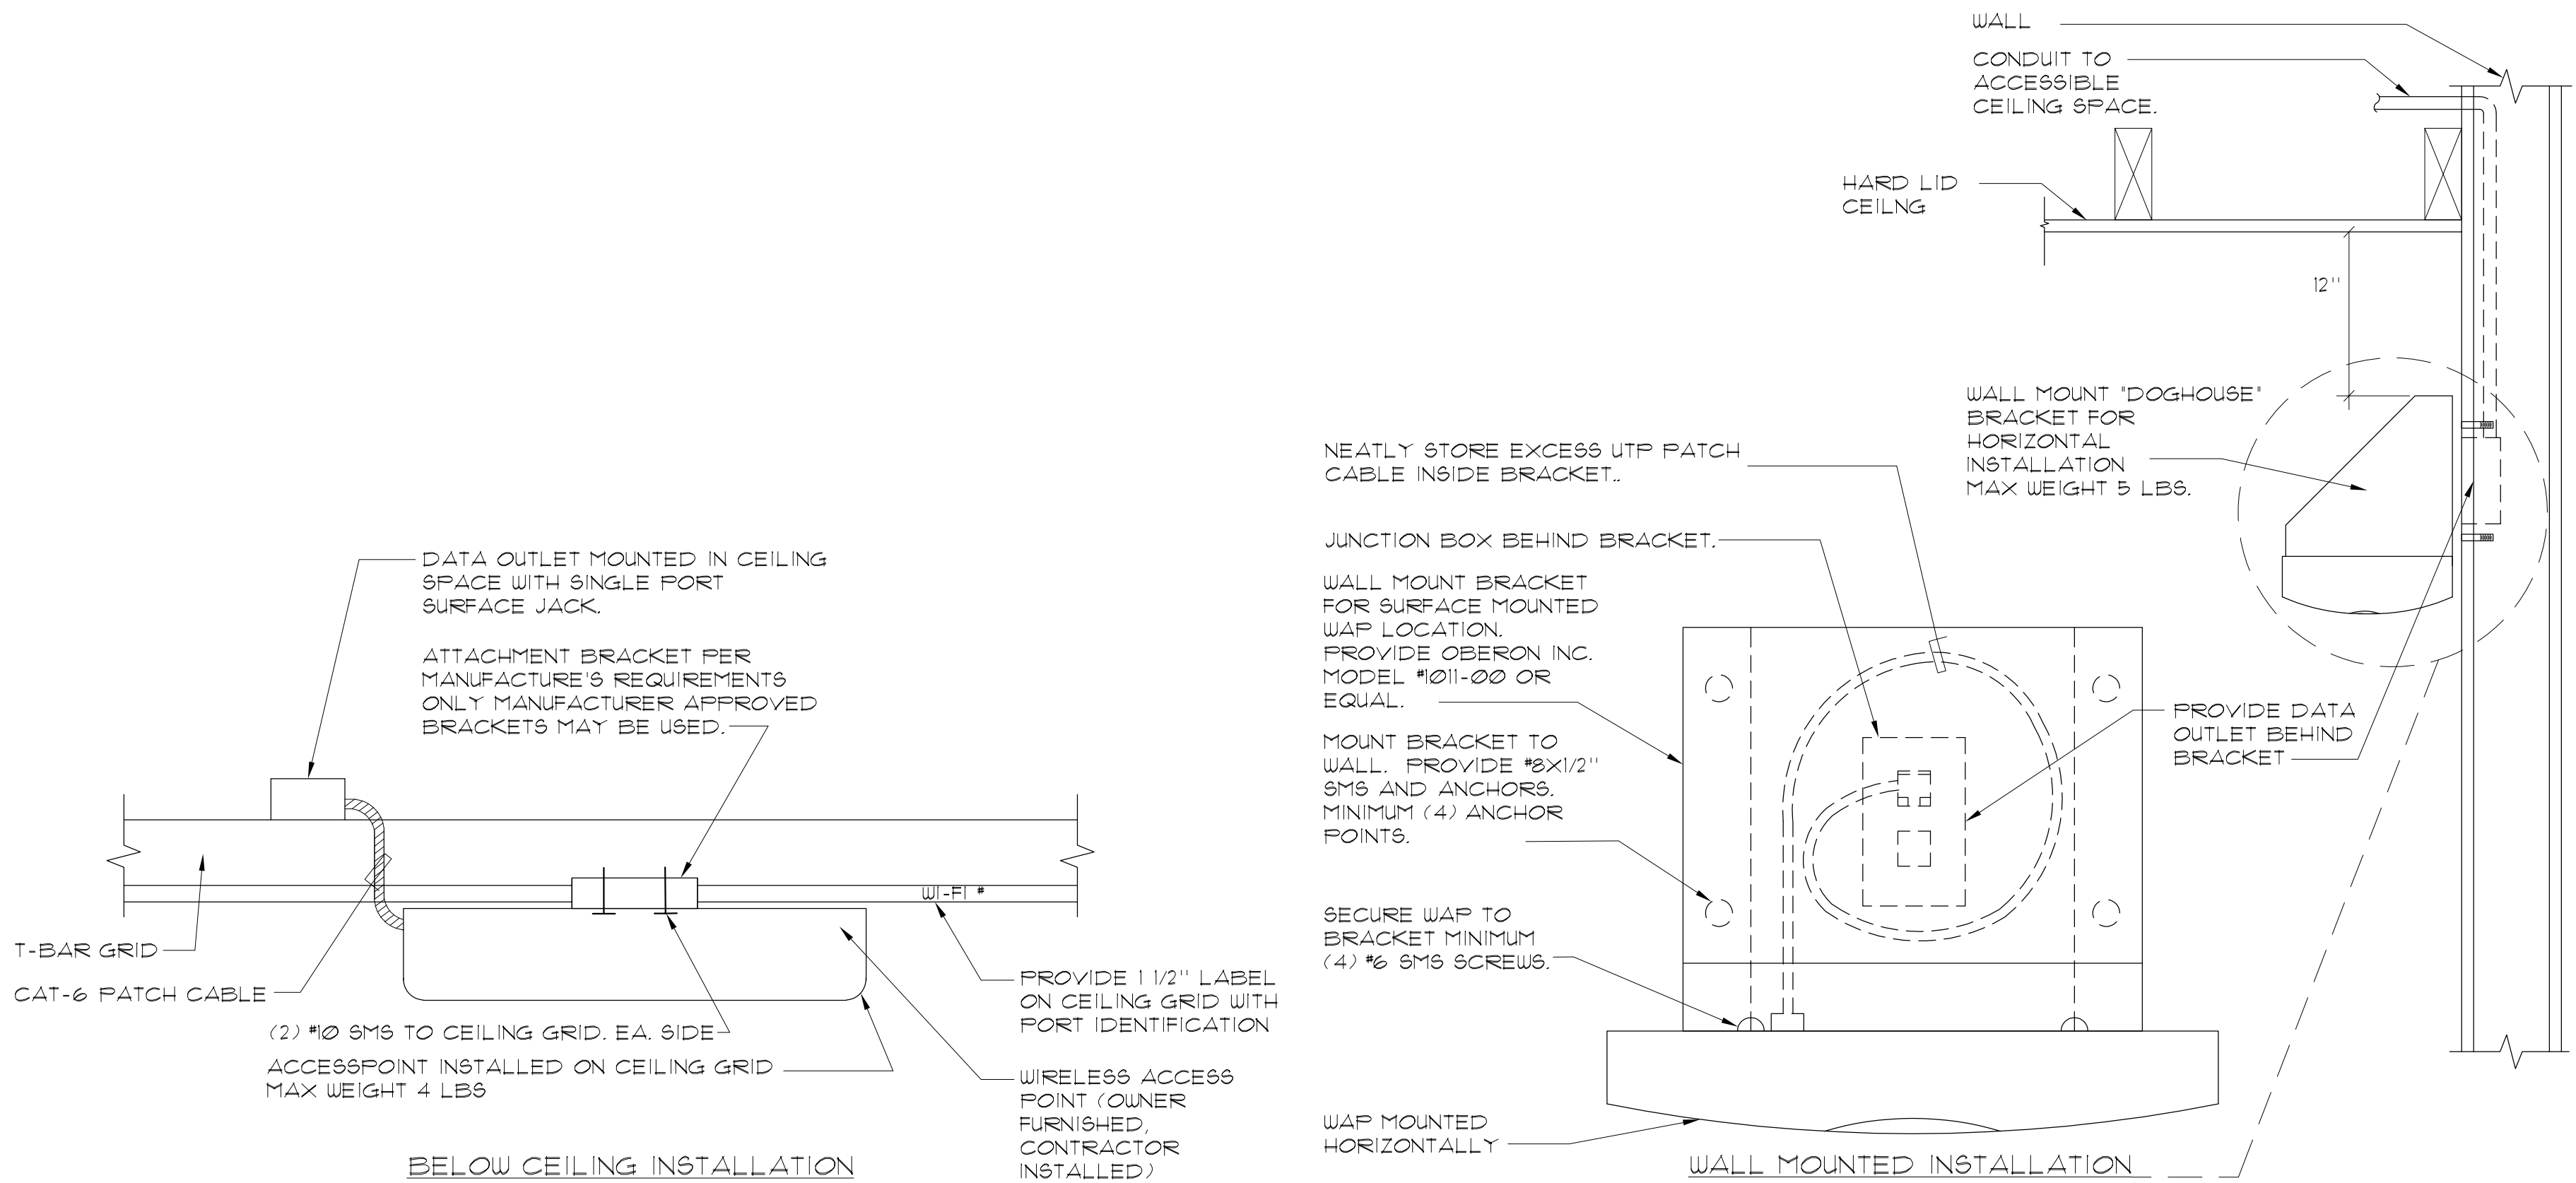 DATA OUTLET MOUNTED IN CEILING
SPACE WITH SINGLE PORT
SURFACE JACK.
ATTACHMENT BRACKET PER
MANUFACTURE'S REQUIREMENTS
ONLY MANUFACTURER APPROVED
BRACKETS MAY BE USED.
WI-FI #
T-BAR GRID
CAT-6 PATCH CABLE
(2) #10 SMS TO CEILING GRID. EA. SIDE
ACCESSPOINT INSTALLED ON CEILING GRID
MAX WEIGHT 4 LBS
PROVIDE 1 1/2'' LABEL
ON CEILING GRID WITH
PORT IDENTIFICATION
WIRELESS ACCESS
POINT (OWNER
FURNISHED,
CONTRACTOR
INSTALLED)
BELOW CEILING INSTALLATION
WALL
CONDUIT TO
ACCESSIBLE
CEILING SPACE.
HARD LID
CEILNG
12''
WALL MOUNT "DOGHOUSE"
BRACKET FOR
HORIZONTAL
INSTALLATION
MAX WEIGHT 5 LBS.
NEATLY STORE EXCESS UTP PATCH
CABLE INSIDE BRACKET..
JUNCTION BOX BEHIND BRACKET.
WALL MOUNT BRACKET
FOR SURFACE MOUNTED
WAP LOCATION.
PROVIDE OBERON INC.
MODEL #1011-00 OR
EQUAL.
MOUNT BRACKET TO
WALL. PROVIDE #8X1/2''
SMS AND ANCHORS.
MINIMUM (4) ANCHOR
POINTS.
SECURE WAP TO
BRACKET MINIMUM
(4) #6 SMS SCREWS.
PROVIDE DATA
OUTLET BEHIND
BRACKET
WAP MOUNTED
HORIZONTALLY
WALL MOUNTED INSTALLATION